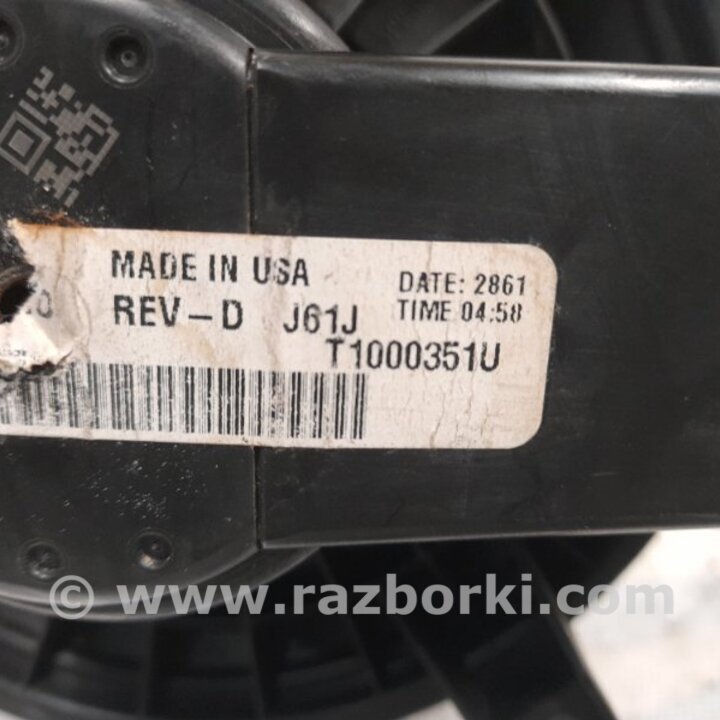 MADE IN USA
DATE: 2861
REV-D J61J
TIME 04:58
T1000351U
© www.razborki.com